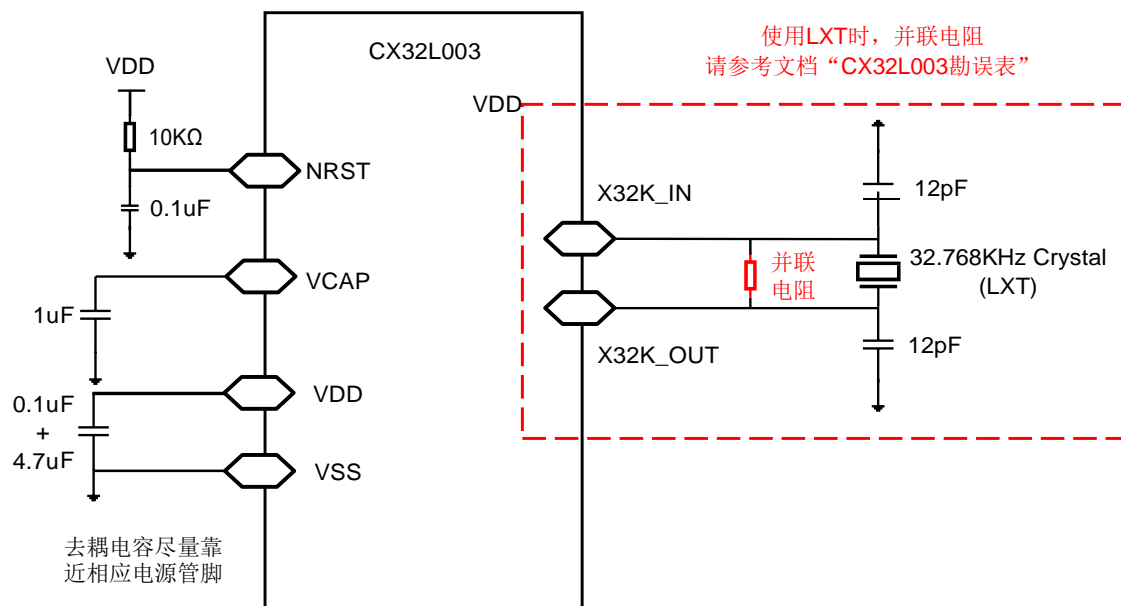 CX32L003
使用LXT时，并联电阻
请参考文档“CX32L003勘误表”
VDD
VDD
10KΩ
NRST
0.1uF
X32K_IN
12pF
VCAP
并联
电阻
32.768KHz Crystal
(LXT)
1uF
X32K_OUT
12pF
VDD
0.1uF
+
4.7uF
VSS
去耦电容尽量靠
近相应电源管脚